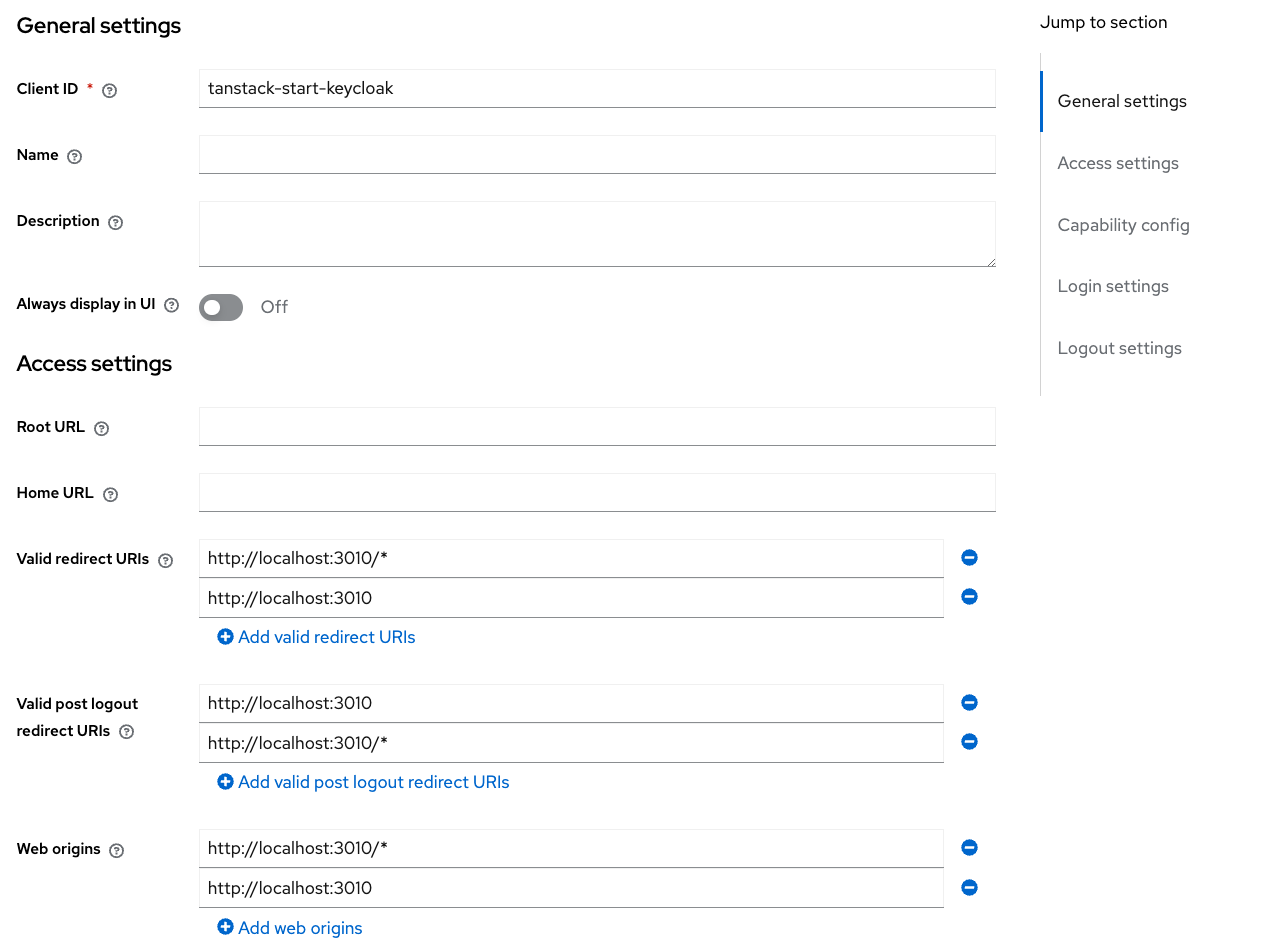 General settings
Jump to section
Client ID *
tanstack-start-keycloak
General settings
Name
Access settings
Description
Capability config
Always display in UI
Off
Login settings
Access settings
Logout settings
Root URL
Home URL
Valid redirect URIs
http://localhost:3010/*
http://localhost:3010
Add valid redirect URIs
Valid post logout
redirect URIs
http://localhost:3010
http://localhost:3010/*
Add valid post logout redirect URIs
Web origins
http://localhost:3010/*
http://localhost:3010
Add web origins